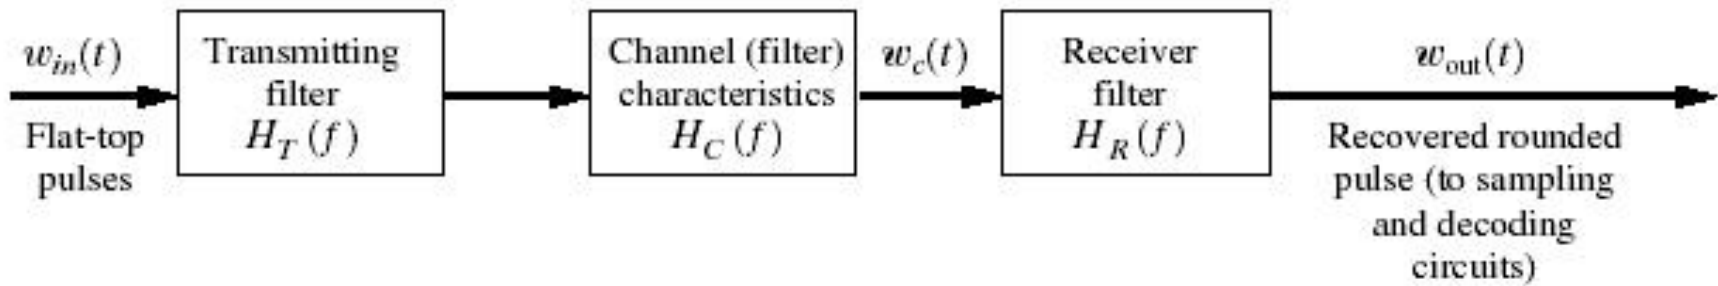 w_in(t)
Flat-top
pulses
Transmitting
filter
H_T(f)
Channel (filter)
characteristics
H_C(f)
w_c(t)
Receiver
filter
H_R(f)
w_out(t)
Recovered rounded
pulse (to sampling
and decoding
circuits)